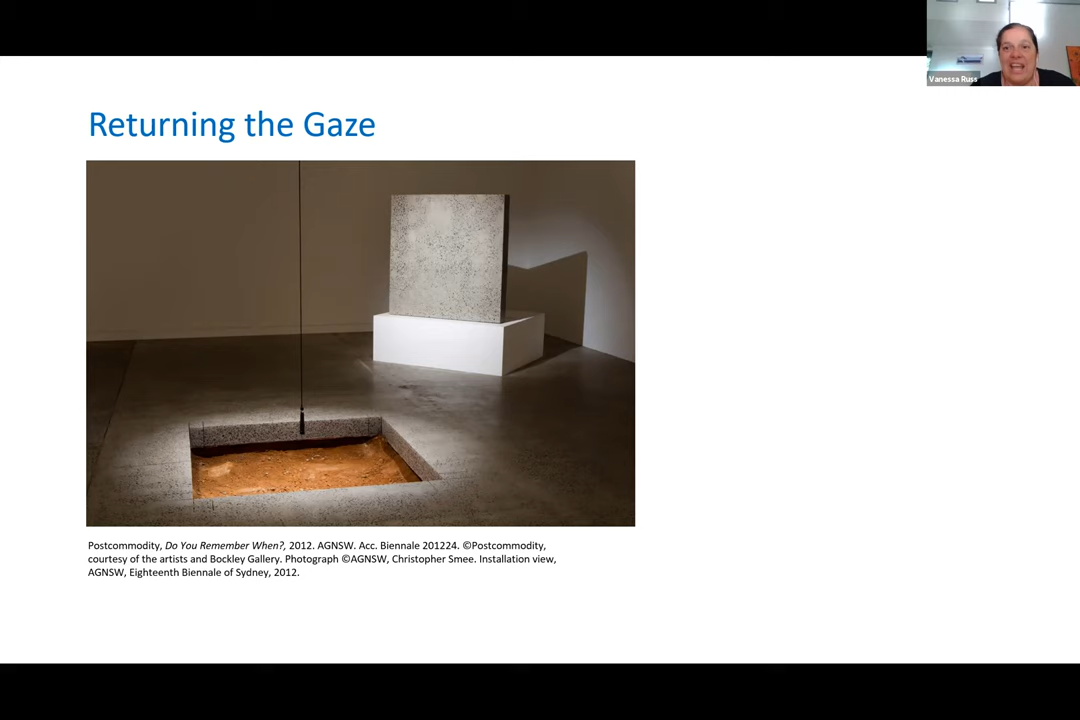 Vanessa Russ
Returning the Gaze
Postcommodity, Do You Remember When?, 2012. AGNSW. Acc. Biennale 201224. ©Postcommodity,
courtesy of the artists and Bockley Gallery. Photograph ©AGNSW, Christopher Smee. Installation view,
AGNSW, Eighteenth Biennale of Sydney, 2012.